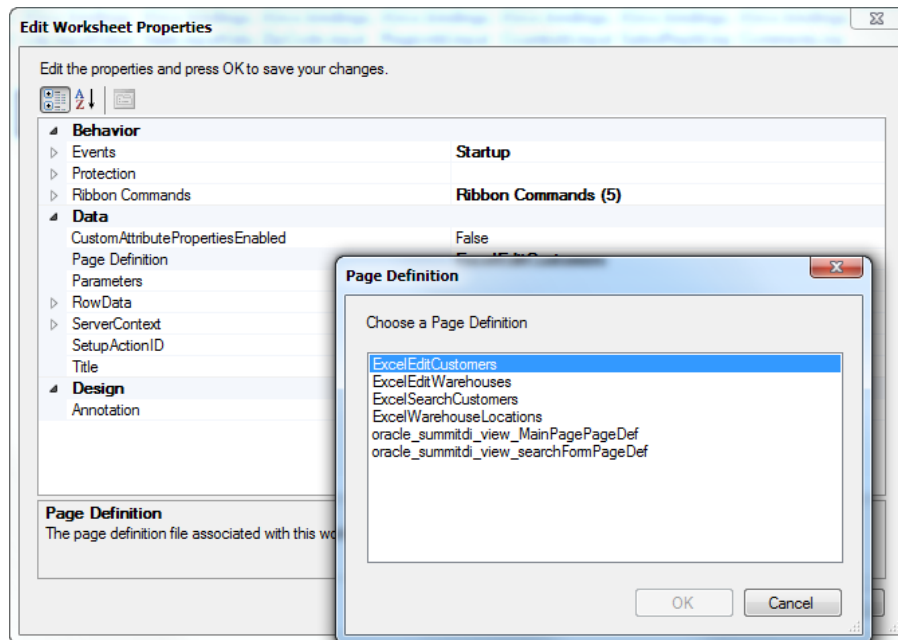 Edit Worksheet Properties
Edit the properties and press OK to save your changes.
A
Z
Behavior
Events Startup
Protection
Ribbon Commands Ribbon Commands (5)
Data
CustomAttributePropertiesEnabled False
Page Definition
Parameters
RowData
ServerContext
SetupActionID
Title
Design
Annotation
Page Definition
The page definition file associated with this
Page Definition
Choose a Page Definition
ExcelEditCustomers
ExcelEditWarehouses
ExcelSearchCustomers
ExcelWarehouseLocations
oracle_summitdi_view_MainPagePageDef
oracle_summitdi_view_searchFormPageDef
OK Cancel